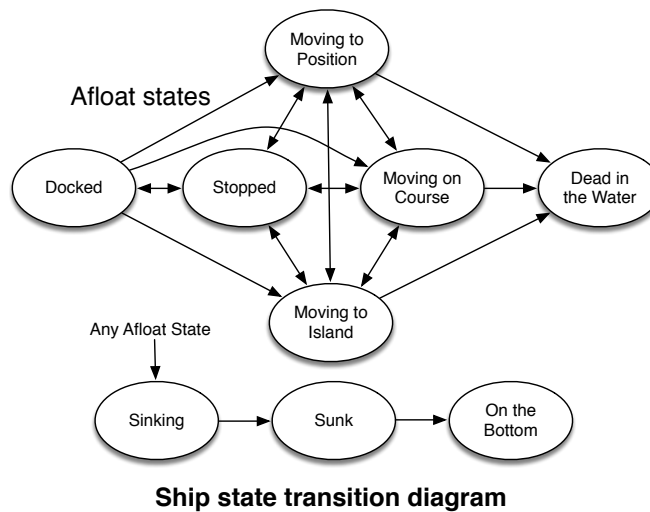 Moving to
Position
Afloat states
Docked
Stopped
Moving on
Course
Dead in
the Water
Moving to
Island
Any Afloat State
Sinking
Sunk
On the
Bottom
Ship state transition diagram